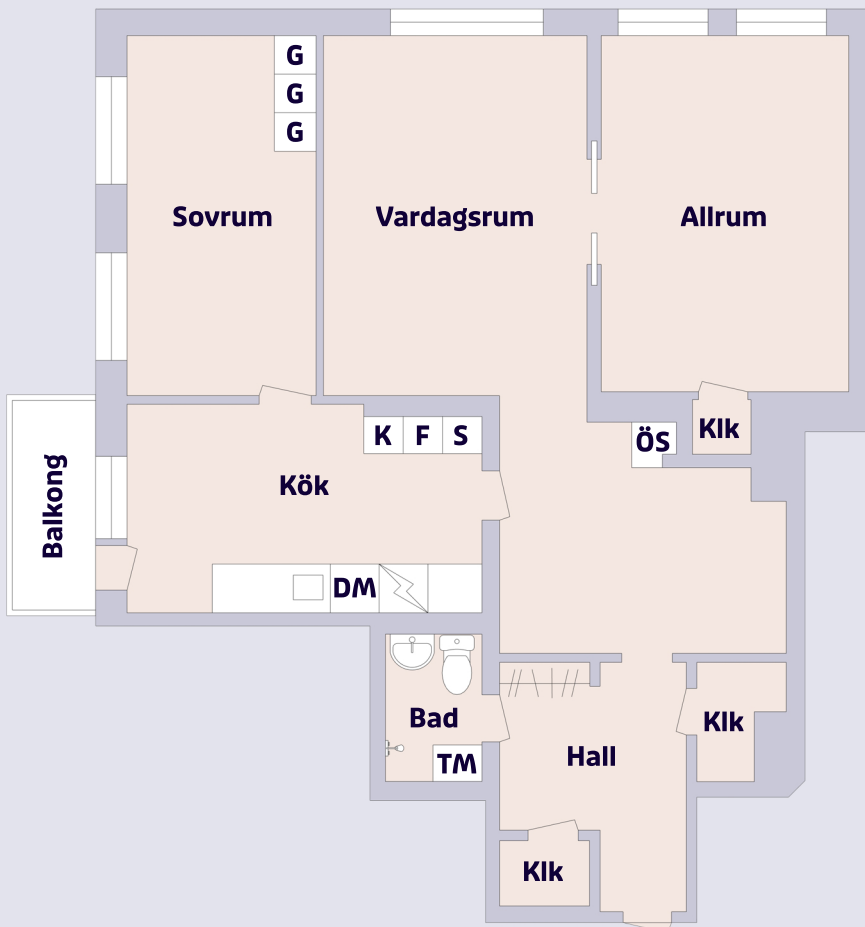 G
G
G
Sovrum
Vardagsrum
Allrum
K
F
S
ÖS
Klk
Kök
Balkong
DM
Bad
Klk
TM
Hall
Klk